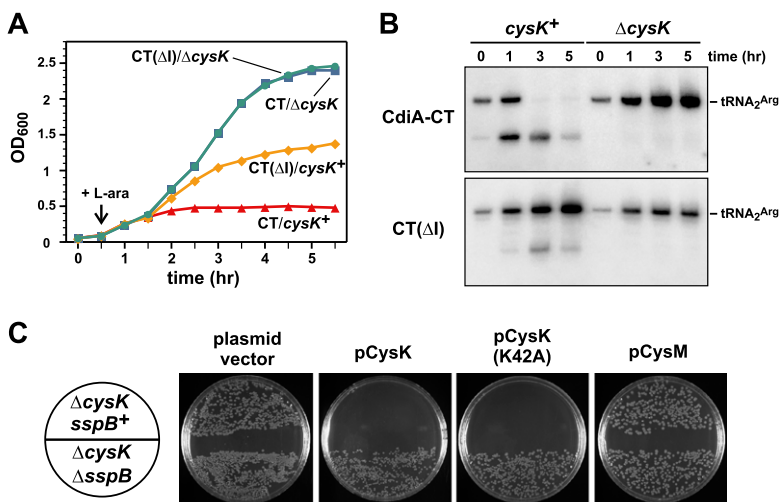 A
CT(ΔI)/ΔcysK
CT/ΔcysK
CT(ΔI)/cysK+
CT/cysK+
+ L-ara
OD600
2.5
2
1.5
1
0.5
0
0 1 2 3 4 5
time (hr)
B
cysK+ ΔcysK
0 1 3 5 0 1 3 5 time (hr)
CdiA-CT
tRNA2Arg
CT(ΔI)
tRNA2Arg
C
plasmid
vector
pCysK
pCysK
(K42A)
pCysM
ΔcysK
sspB+
ΔcysK
ΔsspB